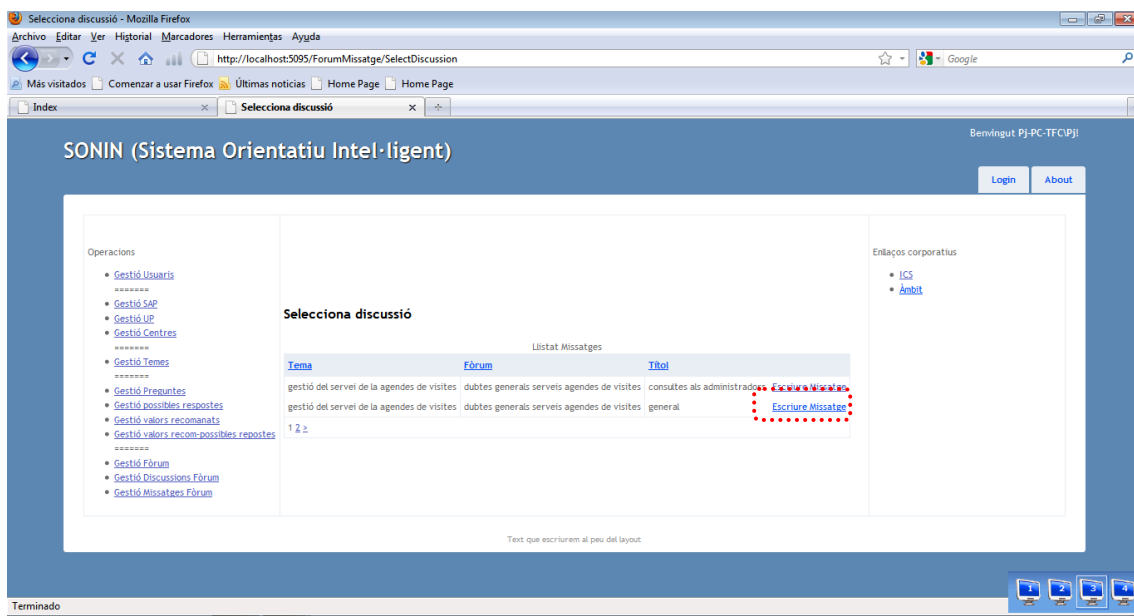 Selecciona discussió - Mozilla Firefox
Archivo Editar Ver Historial Marcadores Herramientas Ayuda
http://localhost:5095/ForumMissatge/SelectDiscussion
Google
Más visitados Comenzar a usar Firefox Últimas noticias Home Page Home Page
Index
Selecciona discussió
Benvingut Pj-PC-TFC\Pj!
SONIN (Sistema Orientatiu Intel·ligent)
Login About
Operacions
Gestió Usuaris
=======
Gestió SAP
Gestió UP
Gestió Centres
=======
Gestió Temes
=======
Gestió Preguntes
Gestió possibles respostes
Gestió valors recomanats
Gestió valors recom-possibles repostes
=======
Gestió Fòrum
Gestió Discussions Fòrum
Gestió Missatges Fòrum
Selecciona discussió
Llistat Missatges
Tema Fòrum Títol
gestió del servei de la agendes de visites dubtes generals serveis agendes de visites consultes als administradors Escriure Missatge
gestió del servei de la agendes de visites dubtes generals serveis agendes de visites general Escriure Missatge
1 2 >
Enllaços corporatius
ICS
Àmbit
Text que escriurem al peu del layout
1 2 3 4
Terminado